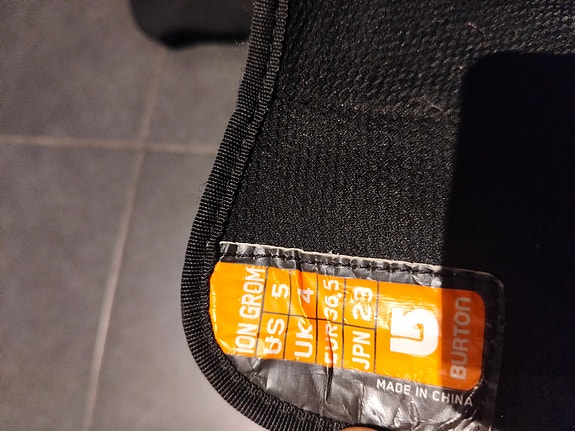 ION GROM
US 5
UK 4
EUR 36.5
JPN 23
BURTON
MADE IN CHINA